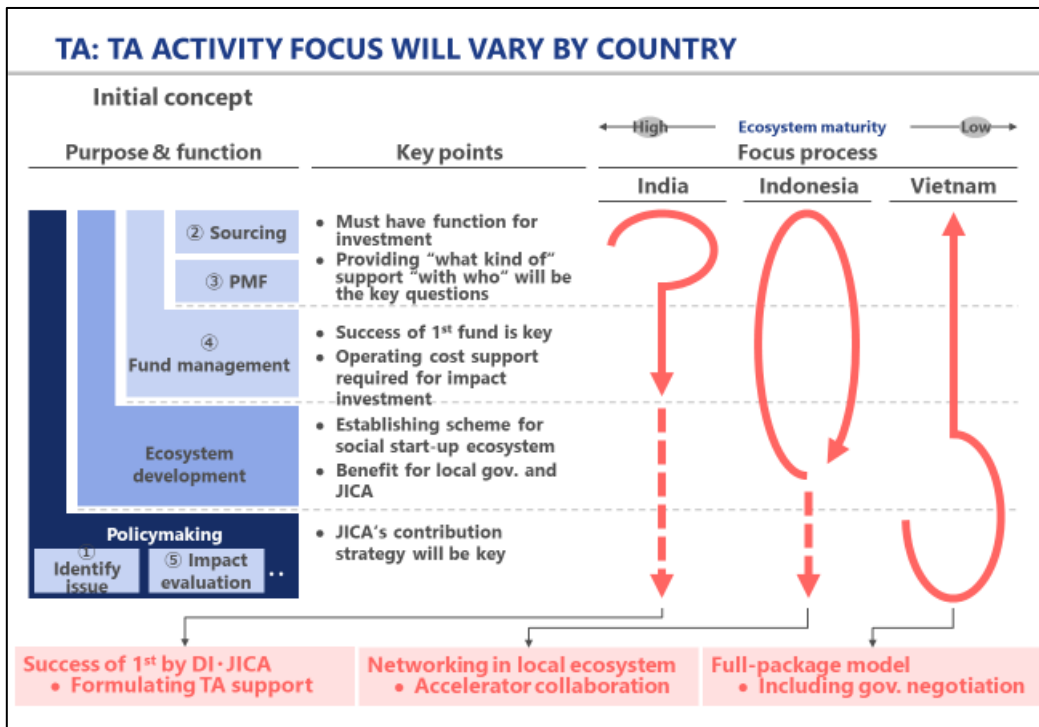 TA: TA ACTIVITY FOCUS WILL VARY BY COUNTRY
Initial concept
High
Ecosystem maturity
Low
Purpose & function
Key points
Focus process
India
Indonesia
Vietnam
② Sourcing
③ PMF
• Must have function for
investment
• Providing “what kind of“
support “with who“ will be
the key questions
④
Fund management
• Success of 1st fund is key
• Operating cost support
required for impact
investment
Ecosystem
development
• Establishing scheme for
social start-up ecosystem
• Benefit for local gov. and
JICA
Policymaking
①
Identify
issue
⑤ Impact
evaluation
..
• JICA‘s contribution
strategy will be key
Success of 1st by DI・JICA
• Formulating TA support
Networking in local ecosystem
• Accelerator collaboration
Full-package model
• Including gov. negotiation